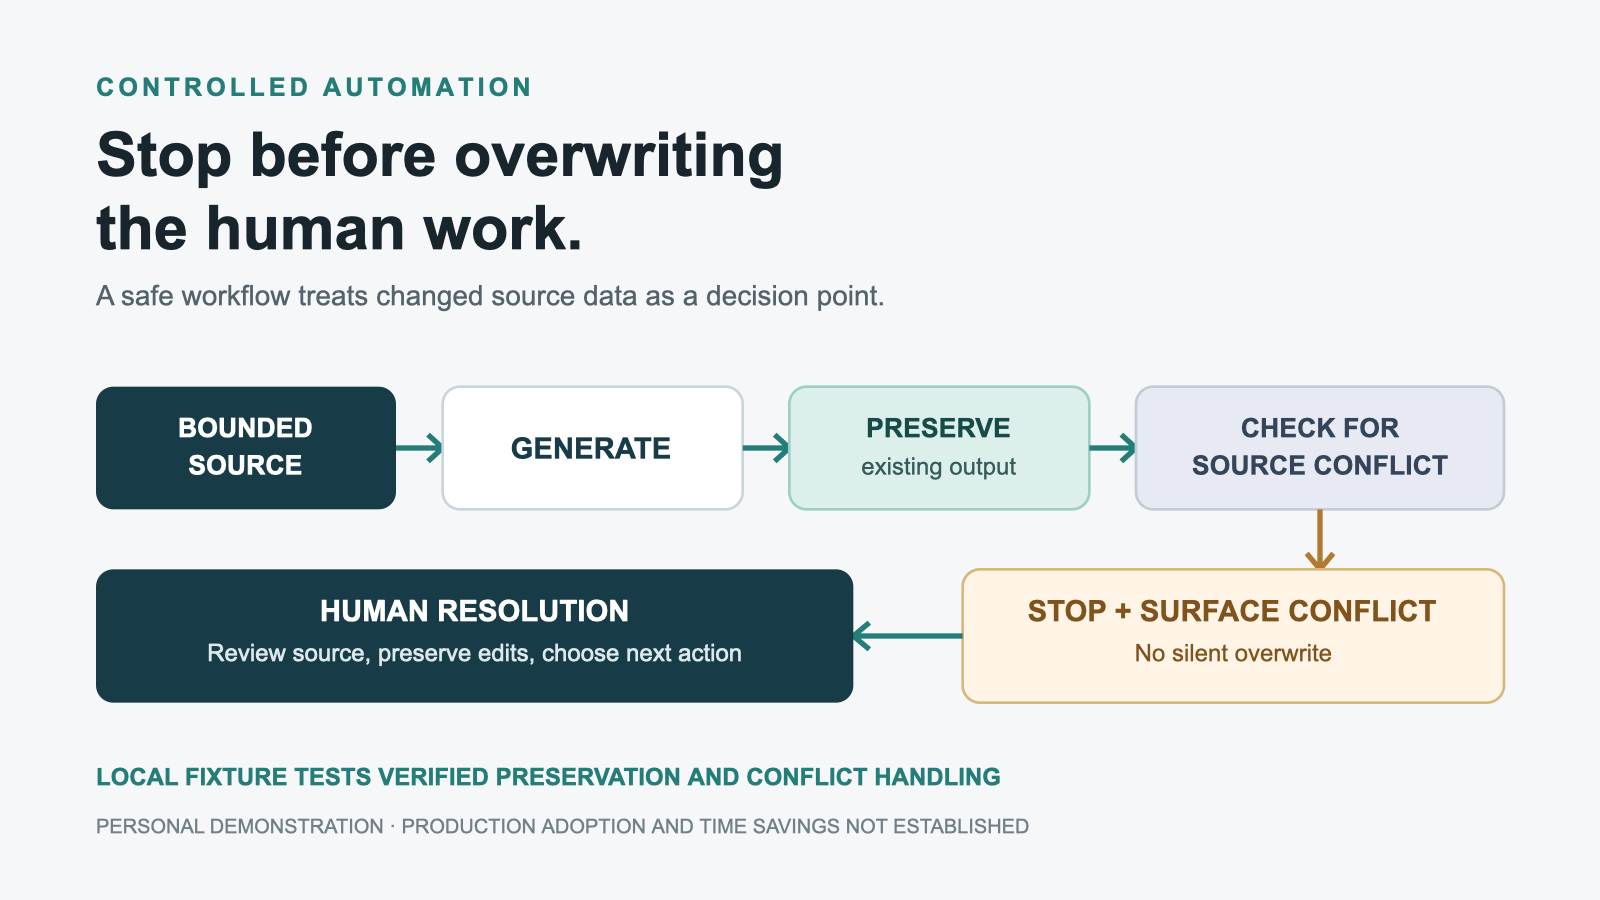 CONTROLLED AUTOMATION
Stop before overwriting
the human work.
A safe workflow treats changed source data as a decision point.
BOUNDED
SOURCE
GENERATE
PRESERVE
existing output
CHECK FOR
SOURCE CONFLICT
HUMAN RESOLUTION
Review source, preserve edits, choose next action
STOP + SURFACE CONFLICT
No silent overwrite
LOCAL FIXTURE TESTS VERIFIED PRESERVATION AND CONFLICT HANDLING
PERSONAL DEMONSTRATION · PRODUCTION ADOPTION AND TIME SAVINGS NOT ESTABLISHED